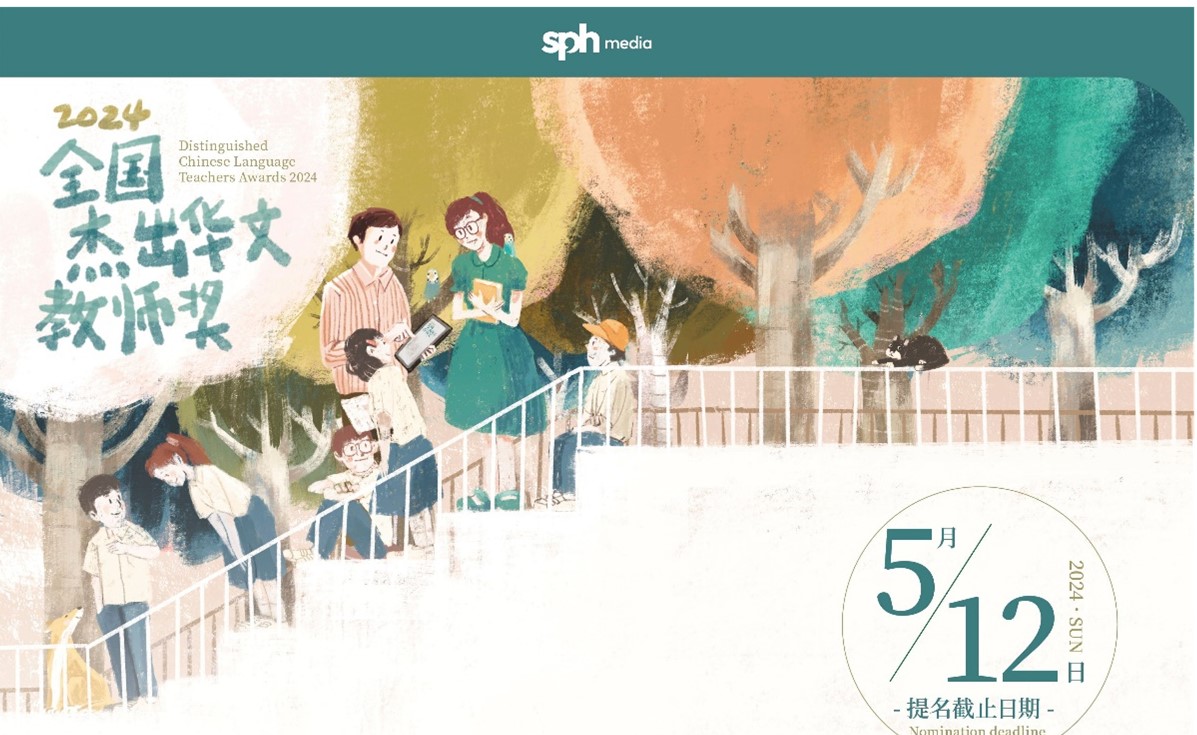 sph media
2024
全国
杰出华文
教师奖
Distinguished
Chinese Language
Teachers Awards 2024
5月/12日
2024·SUN
- 提名截止日期 -
Nomination deadline